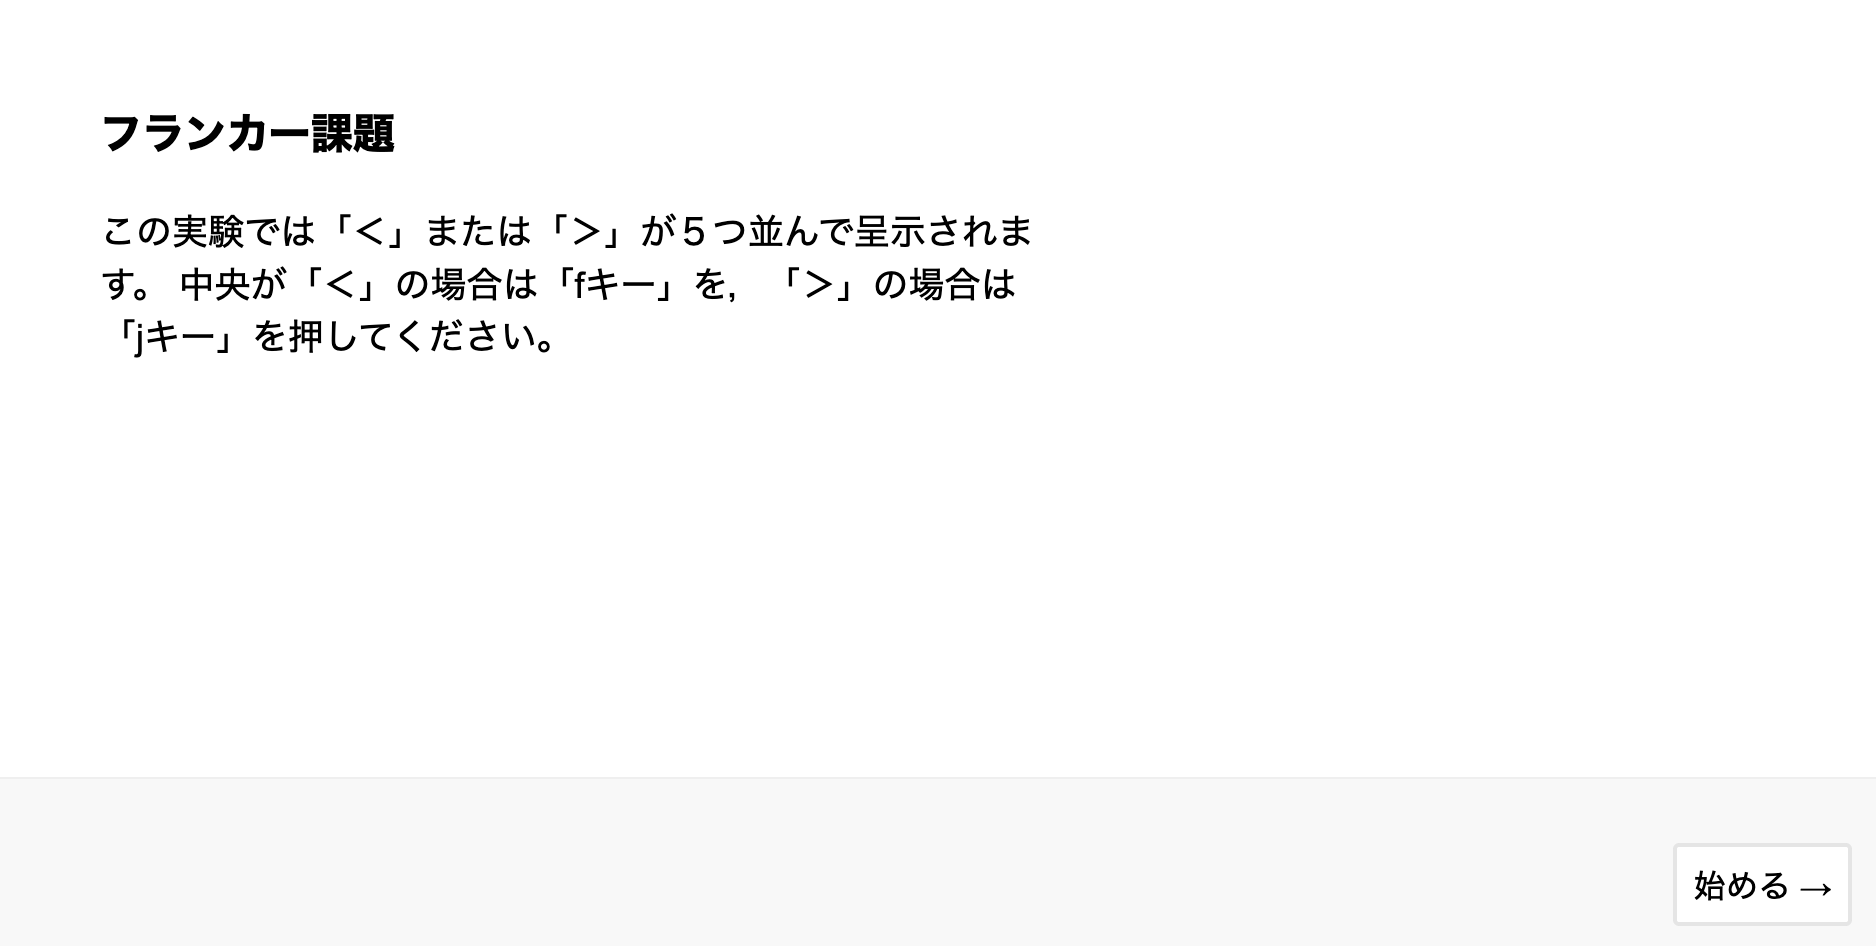 フランカー課題
この実験では「＜」または「＞」が５つ並んで呈示されま
す。 中央が「＜」の場合は「fキー」を，「＞」の場合は
「jキー」を押してください。
始める →